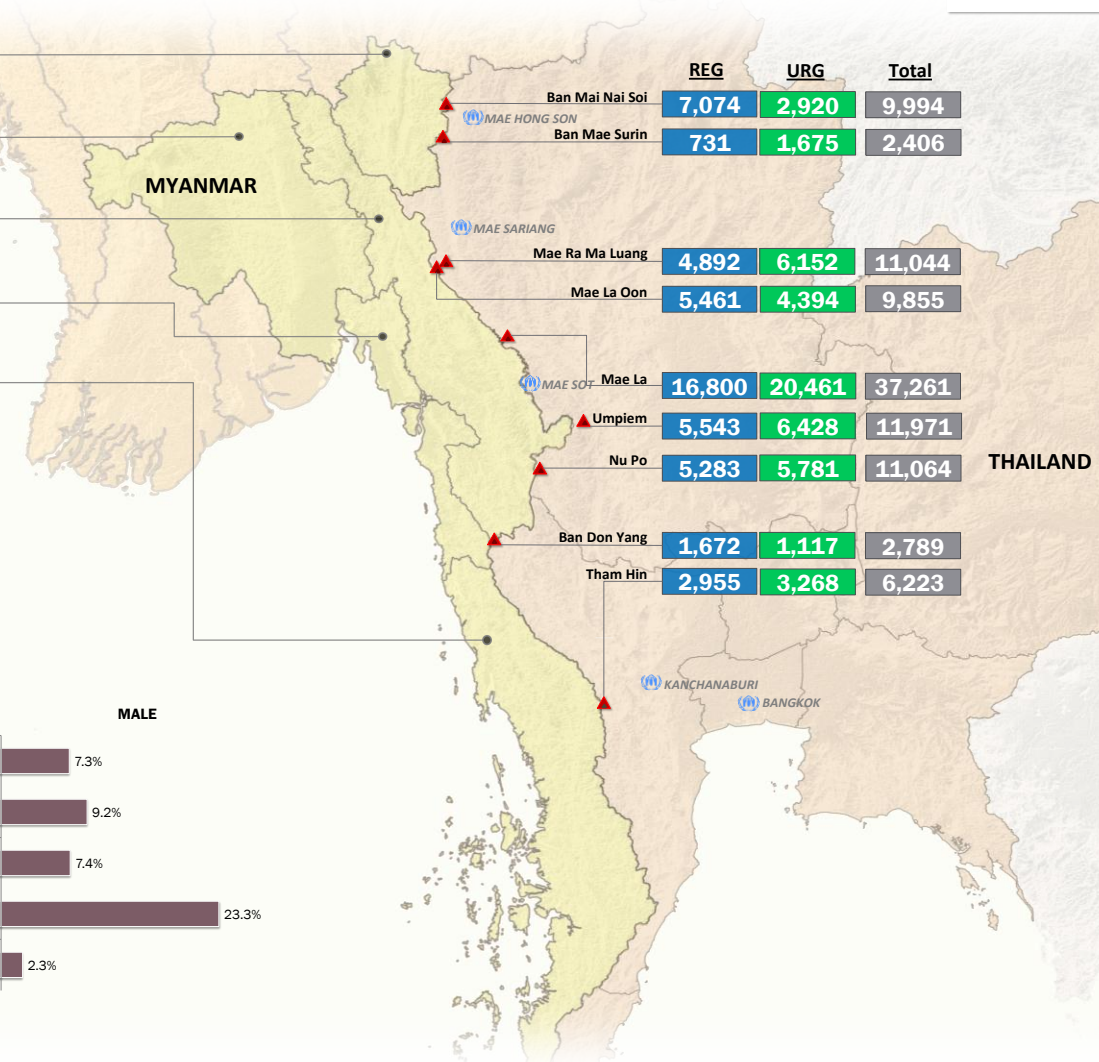 REG URG Total
Ban Mai Nai Soi 7,074 2,920 9,994
MAE HONG SON
Ban Mae Surin 731 1,675 2,406
MYANMAR
MAE SARIANG
Mae Ra Ma Luang 4,892 6,152 11,044
Mae La Oon 5,461 4,394 9,855
MAE SOT
Mae La 16,800 20,461 37,261
Umpiem 5,543 6,428 11,971
Nu Po 5,283 5,781 11,064
THAILAND
Ban Don Yang 1,672 1,117 2,789
Tham Hin 2,955 3,268 6,223
KANCHANABURI
BANGKOK
MALE
7.3%
9.2%
7.4%
23.3%
2.3%